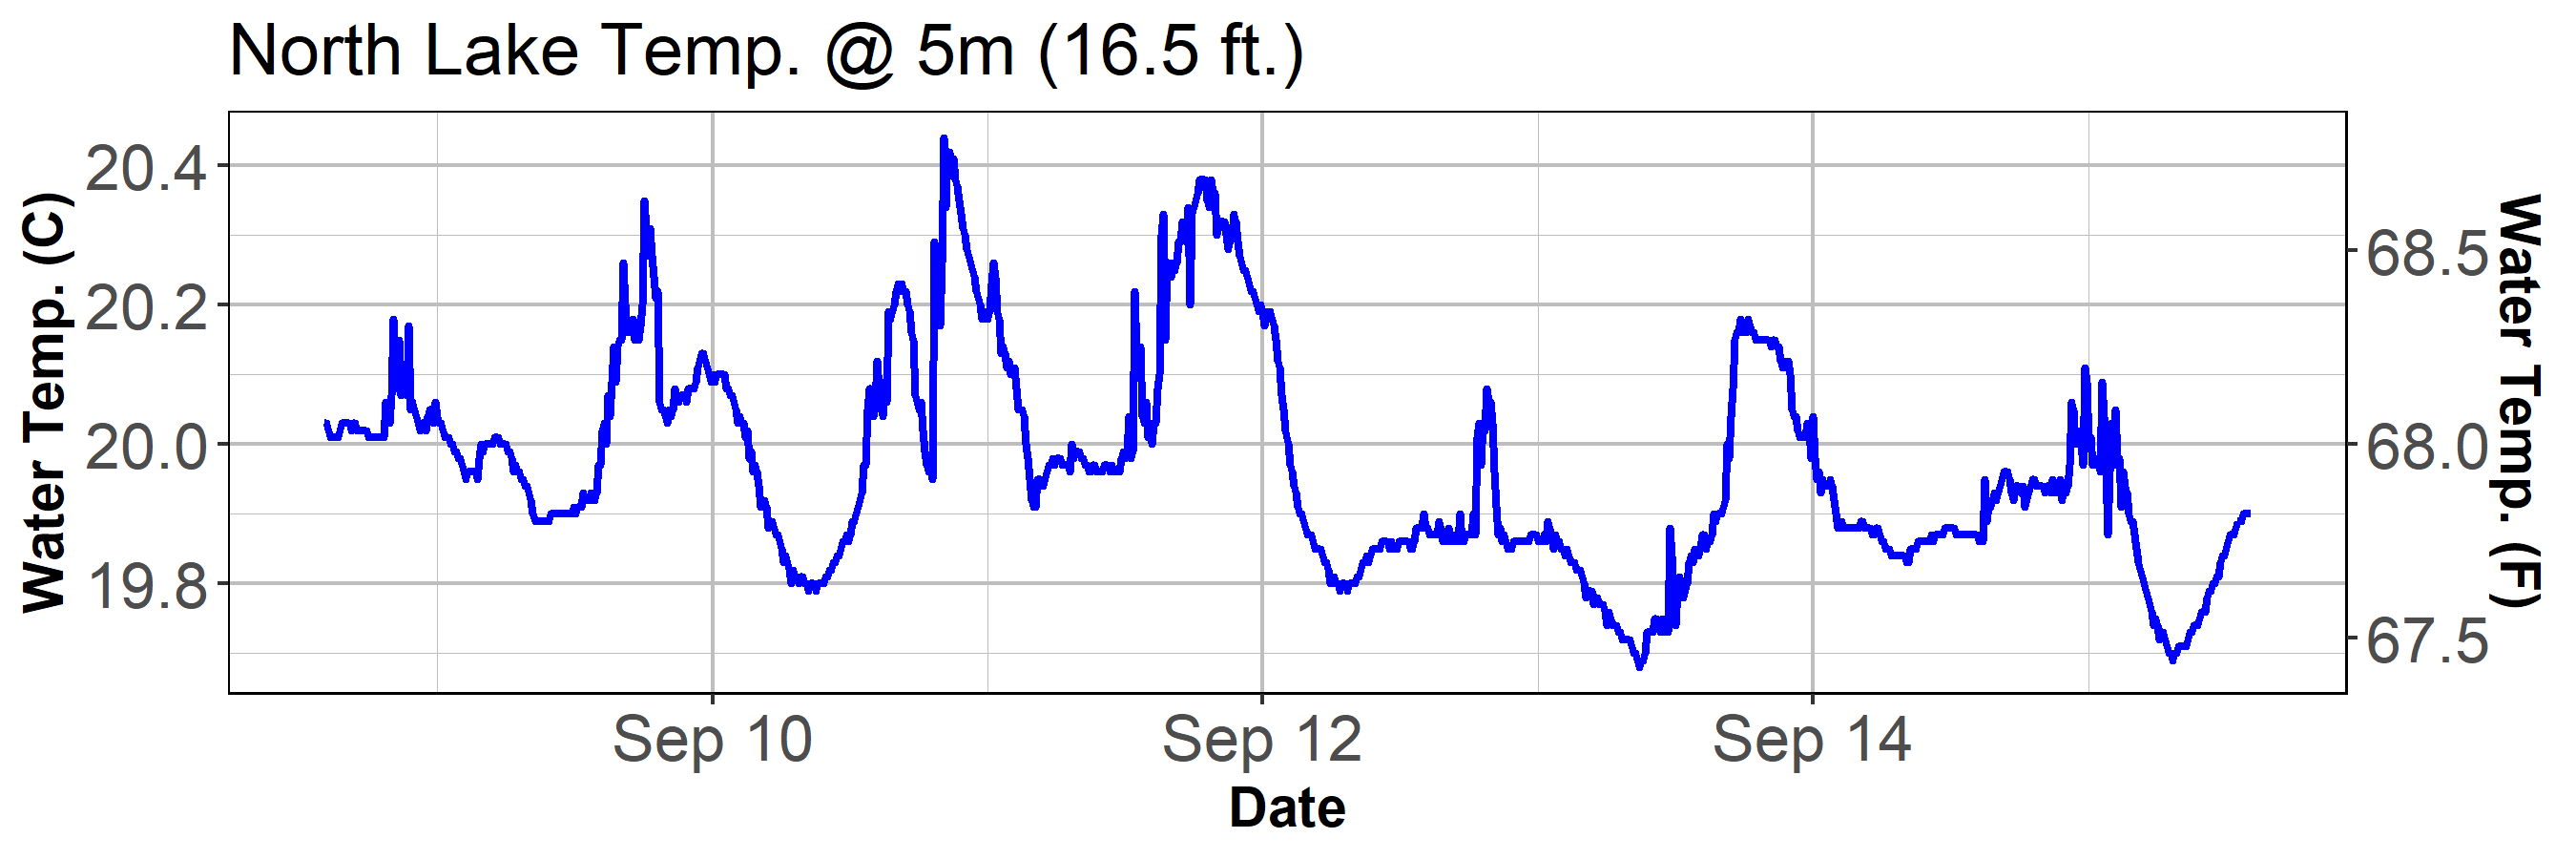 North Lake Temp. @ 5m (16.5 ft.)
Water Temp. (C)
20.4
20.2
20.0
19.8
68.5
68.0
67.5
Water Temp. (F)
Sep 10
Sep 12
Sep 14
Date